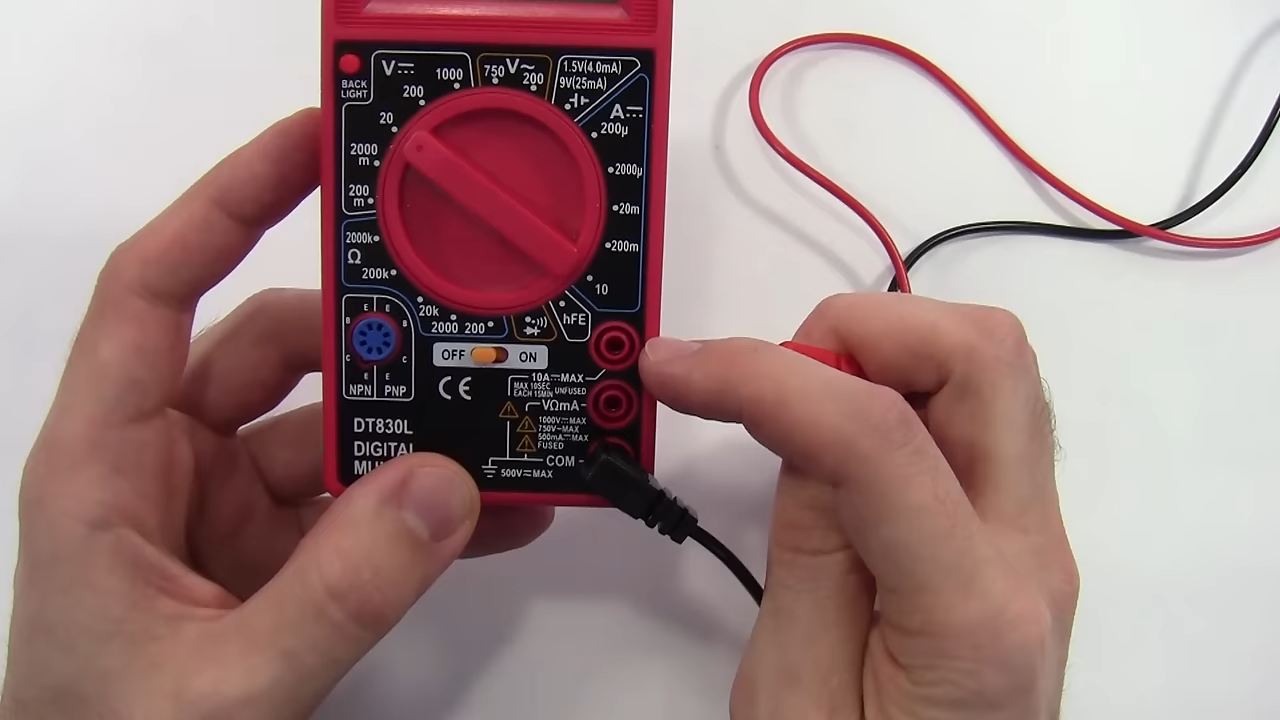 V⎓ 1000
750 V~ 200
1.5V(4.0mA)
9V(25mA)
BACK
LIGHT
A⎓
200
20
2000
m
200
m
200µ
2000µ
20m
200m
10
2000k
Ω
200k
20k
2000 200
hFE
E E
B B
C C
E E
NPN PNP
OFF ON
10A⎓MAX
MAX 10SEC
EACH 15MIN UNFUSED
VΩmA
1000V⎓MAX
750V~MAX
500mA⎓MAX
FUSED
COM
500V⎓MAX
CE
DT830L
DIGITAL